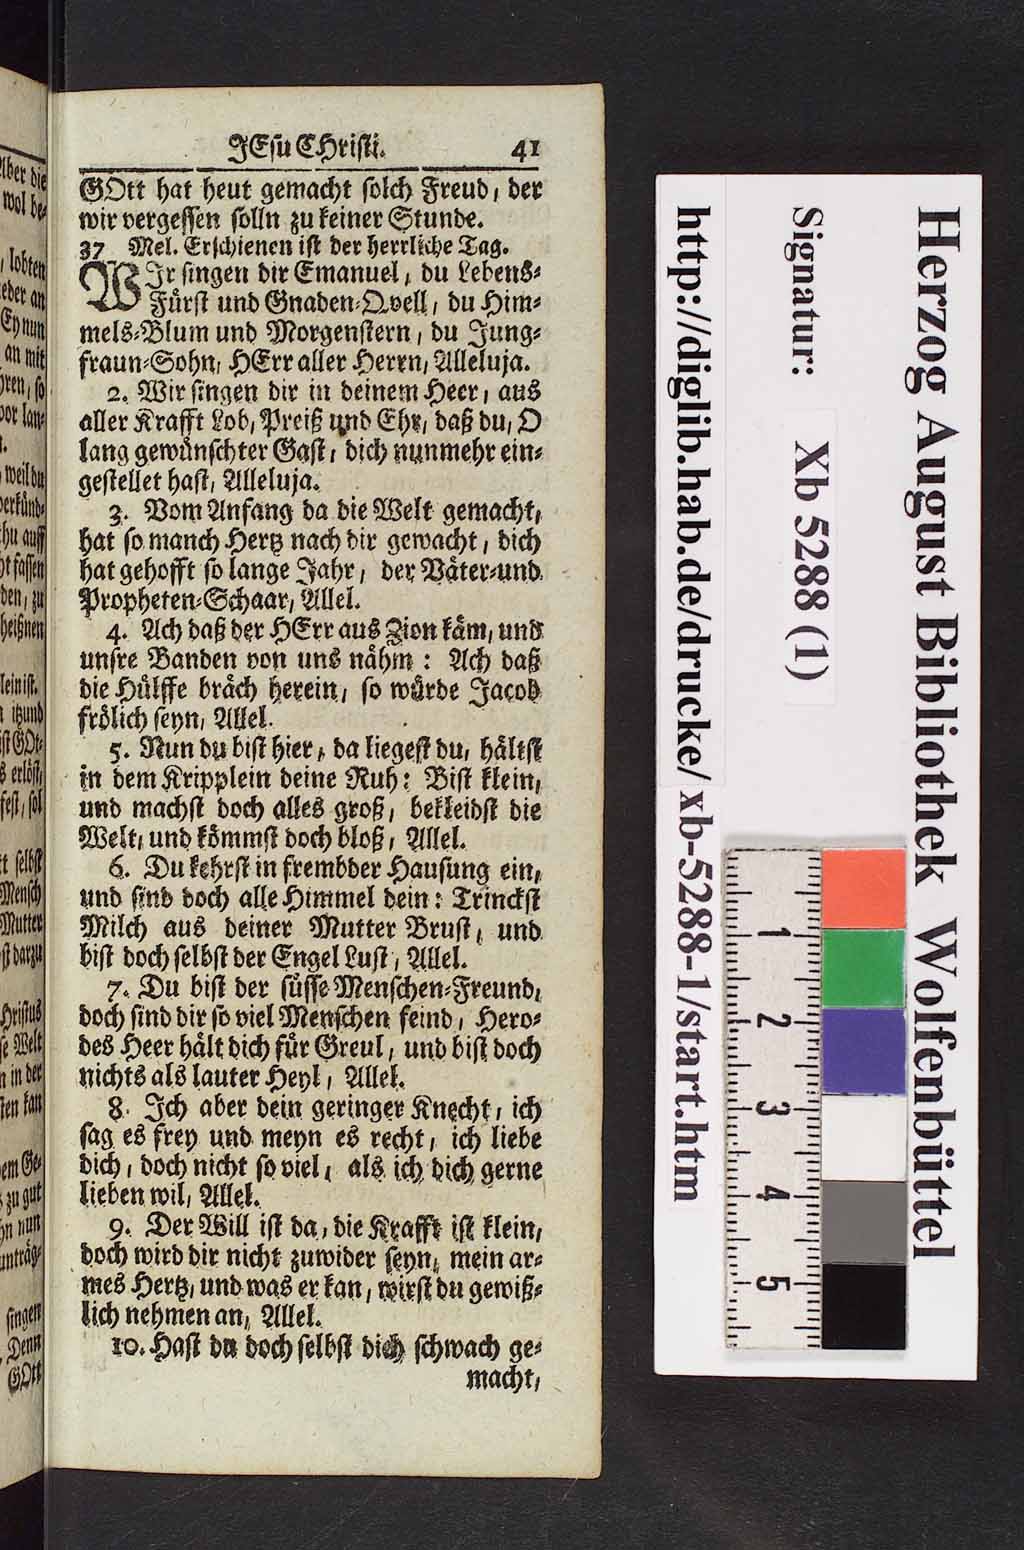 JEsu CHristi. 41
GOtt hat heut gemacht solch Freud, der
wir vergessen solln zu keiner Stunde.
37 Mel. Erschienen ist der herrliche Tag.
WIr singen dir Emanuel, du Lebens-
Fürst und Gnaden-Qvell, du Him-
mels-Blum und Morgenstern, du Jung-
fraun-Sohn, HErr aller Herrn, Alleluja.
2. Wir singen dir in deinem Heer, aus
aller Krafft Lob, Preiß und Ehr, daß du, O
lang gewünschter Gast, dich nunmehr ein-
gestellet hast, Alleluja.
3. Vom Anfang da die Welt gemacht,
hat so manch Hertz nach dir gewacht, dich
hat gehofft so lange Jahr, der Väter-und
Propheten-Schaar, Allel.
4. Ach daß der HErr aus Zion käm, und
unsre Banden von uns nähm: Ach daß
die Hülffe bräch herein, so würde Jacob
frölich seyn, Allel.
5. Nun du bist hier, da liegest du, hältst
in dem Kripplein deine Ruh: Bist klein,
und machst doch alles groß, bekleidst die
Welt, und kömmst doch bloß, Allel.
6. Du kehrst in frembder Hausung ein,
und sind doch alle Himmel dein: Trinckst
Milch aus deiner Mutter Brust, und
bist doch selbst der Engel Lust, Allel.
7. Du bist der süsse Menschen-Freund,
doch sind dir so viel Menschen feind, Hero-
des Heer hält dich für Greul, und bist doch
nichts als lauter Heyl, Allel.
8. Ich aber dein geringer Knecht, ich
sag es frey und meyn es recht, ich liebe
dich, doch nicht so viel, als ich dich gerne
lieben wil, Allel.
9. Der Will ist da, die Krafft ist klein,
doch wird dir nicht zuwider seyn, mein ar-
mes Hertz, und was er kan, wirst du gewiß-
lich nehmen an, Allel.
10. Hast du doch selbst dich schwach ge-
macht,
Herzog August Bibliothek Wolfenbüttel
Signatur: Xb 5288 (1)
http://diglib.hab.de/drucke/ xb-5288-1/start.htm
1
2
3
4
5